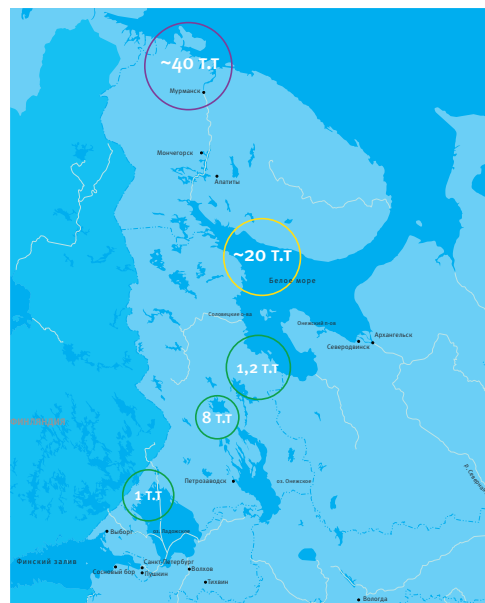 ~40 т.т
Мурманск
Мончегорск
Апатиты
~20 т.т
Белое море
Соловецкие о-ва
Онежский п-ов
Архангельск
Северодвинск
1,2 т.т
8 т.т
Петрозаводск
оз. Онежское
1 т.т
оз. Ладожское
Выборг
Финский залив
Санкт-Петербург
Сосновый бор
Пушкин
Волхов
Тихвин
Вологда